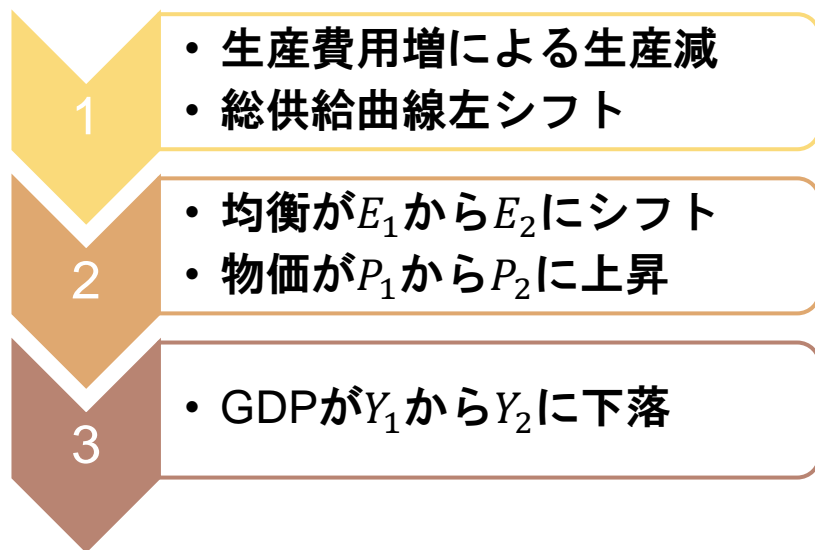 1
• 生産費用増による生産減
• 総供給曲線左シフト
2
• 均衡がE₁からE₂にシフト
• 物価がP₁からP₂に上昇
3
• GDPがY₁からY₂に下落